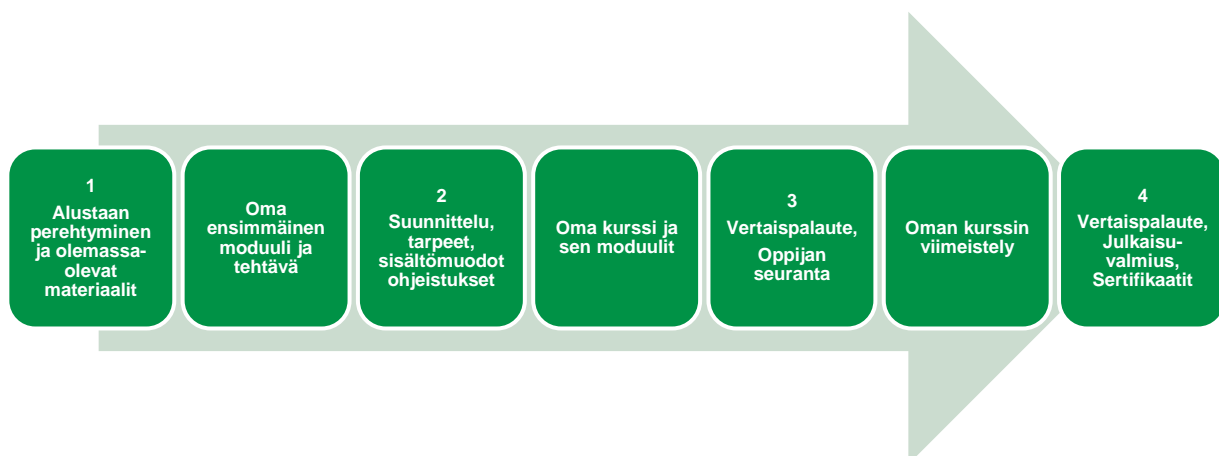 1
Alustaan
perehtyminen
ja olemassa-
olevat
materiaalit
Oma
ensimmäinen
moduuli ja
tehtävä
2
Suunnittelu,
tarpeet,
sisältömuodot
ohjeistukset
Oma kurssi ja
sen moduulit
3
Vertaispalaute,
Oppijan
seuranta
Oman kurssin
viimeistely
4
Vertaispalaute,
Julkaisu-
valmius,
Sertifikaatit